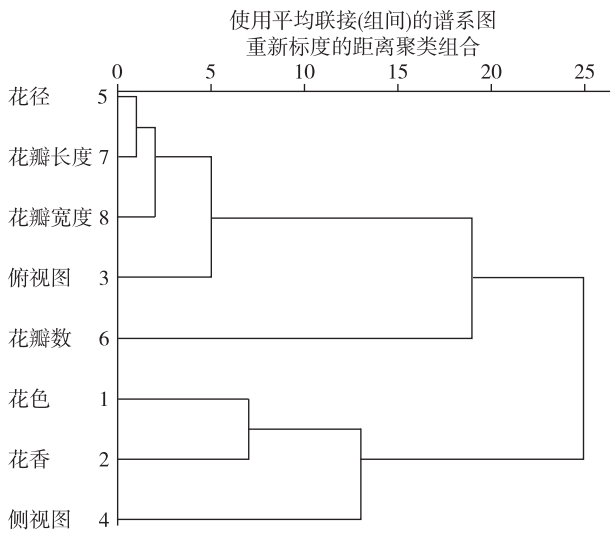 使用平均联接(组间)的谱系图
重新标度的距离聚类组合
0 5 10 15 20 25
花径 5
花瓣长度 7
花瓣宽度 8
俯视图 3
花瓣数 6
花色 1
花香 2
侧视图 4